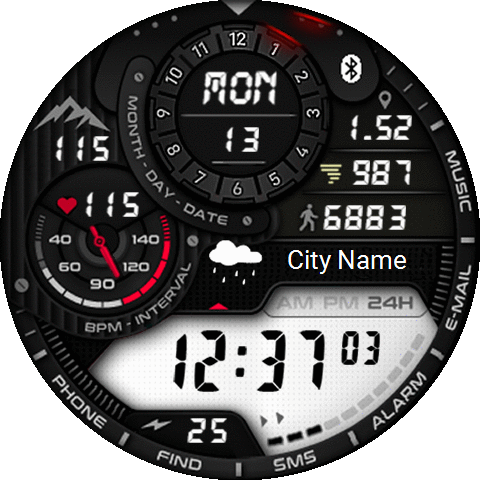 12
1
2
3
4
5
6
7
8
9
10
11
MON
13
MONTH - DAY - DATE
115
1.52
987
6883
115
40
60
90
120
140
BPM - INTERVAL
City Name
AM PM 24H
12:37 03
25
PHONE
FIND
SMS
ALARM
E-MAIL
MUSIC